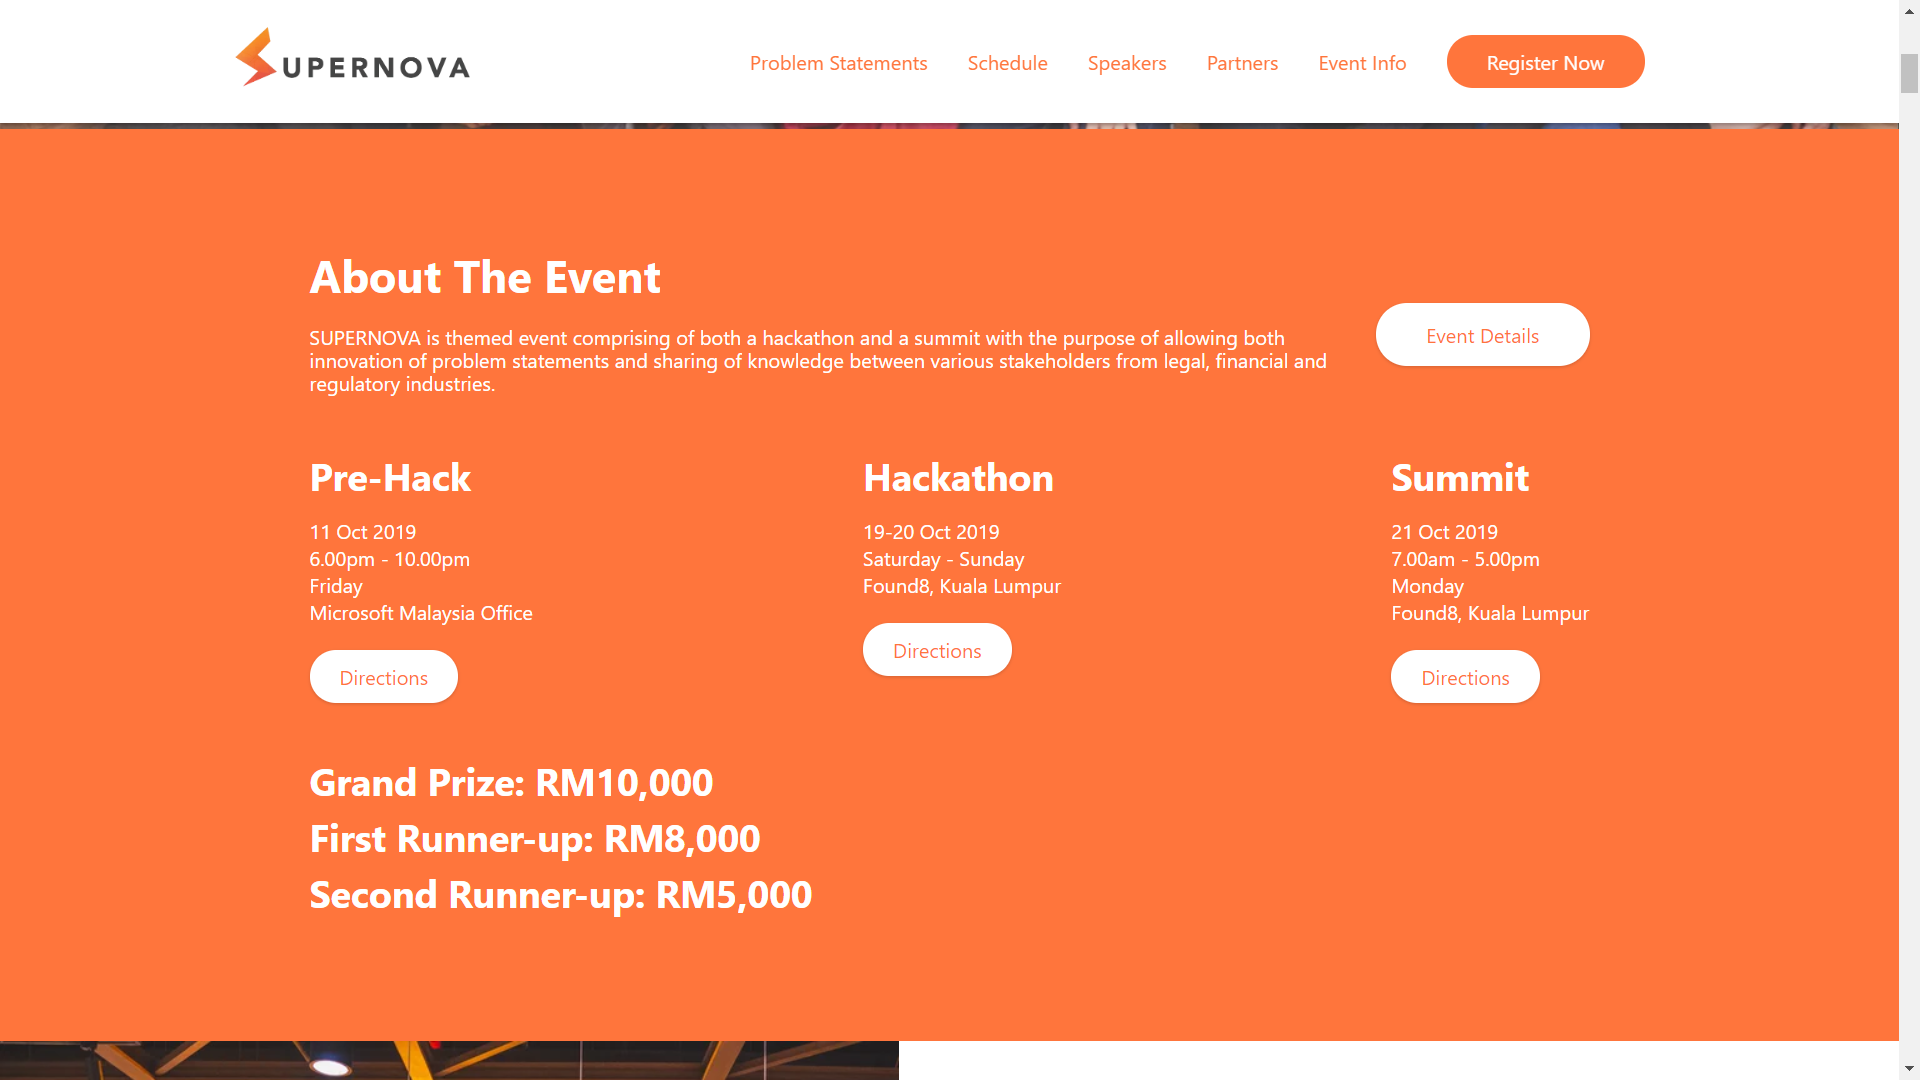 SUPERNOVA
Problem Statements
Schedule
Speakers
Partners
Event Info
Register Now
About The Event
SUPERNOVA is themed event comprising of both a hackathon and a summit with the purpose of allowing both
innovation of problem statements and sharing of knowledge between various stakeholders from legal, financial and
regulatory industries.
Event Details
Pre-Hack
11 Oct 2019
6.00pm - 10.00pm
Friday
Microsoft Malaysia Office
Directions
Hackathon
19-20 Oct 2019
Saturday - Sunday
Found8, Kuala Lumpur
Directions
Summit
21 Oct 2019
7.00am - 5.00pm
Monday
Found8, Kuala Lumpur
Directions
Grand Prize: RM10,000
First Runner-up: RM8,000
Second Runner-up: RM5,000